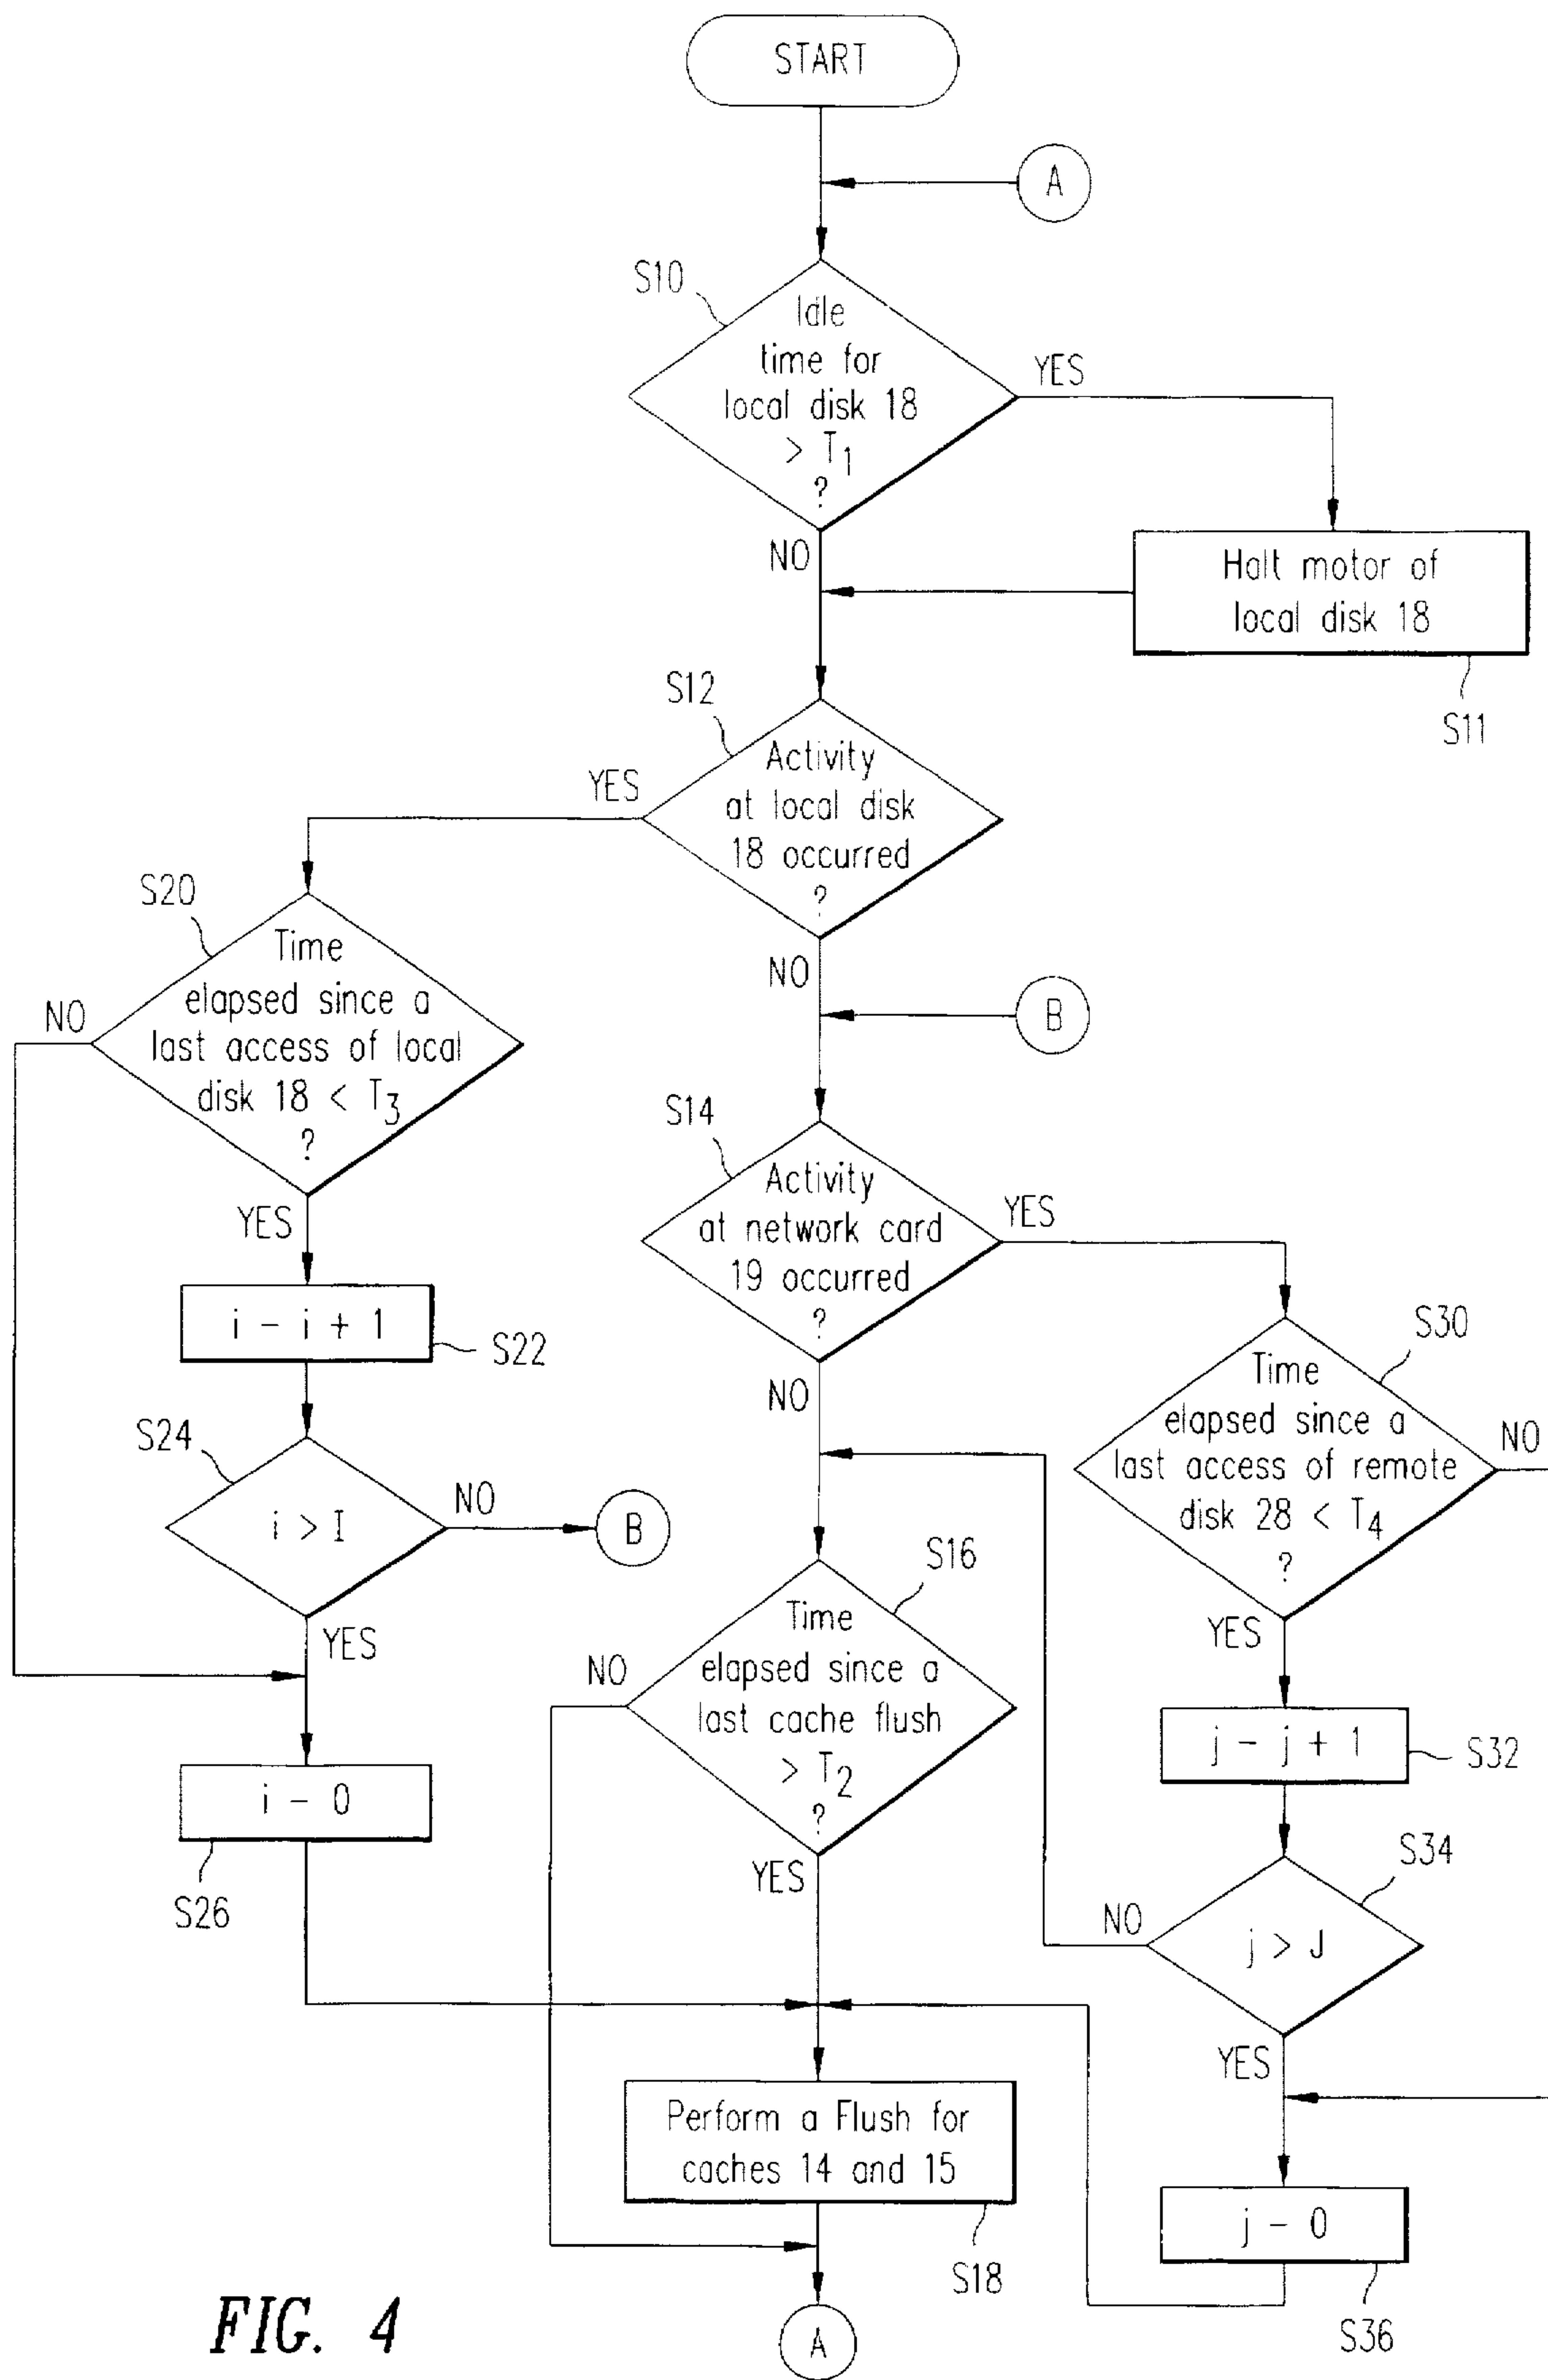 START
A
S10
Idle
time for
local disk 18
> T1
?
YES
NO
Halt motor of
local disk 18
S11
S12
Activity
at local disk
18 occurred
?
YES
NO
S20
Time
elapsed since a
last access of local
disk 18 < T3
?
NO
YES
B
S14
Activity
at network card
19 occurred
?
YES
NO
i - i + 1
S22
S24
i > I
NO
B
YES
S30
Time
elapsed since a
last access of remote
disk 28 < T4
?
NO
YES
S16
Time
elapsed since a
last cache flush
> T2
?
NO
YES
j - j + 1
S32
i - 0
S26
S34
j > J
NO
YES
Perform a Flush for
caches 14 and 15
S18
j - 0
S36
A
FIG. 4